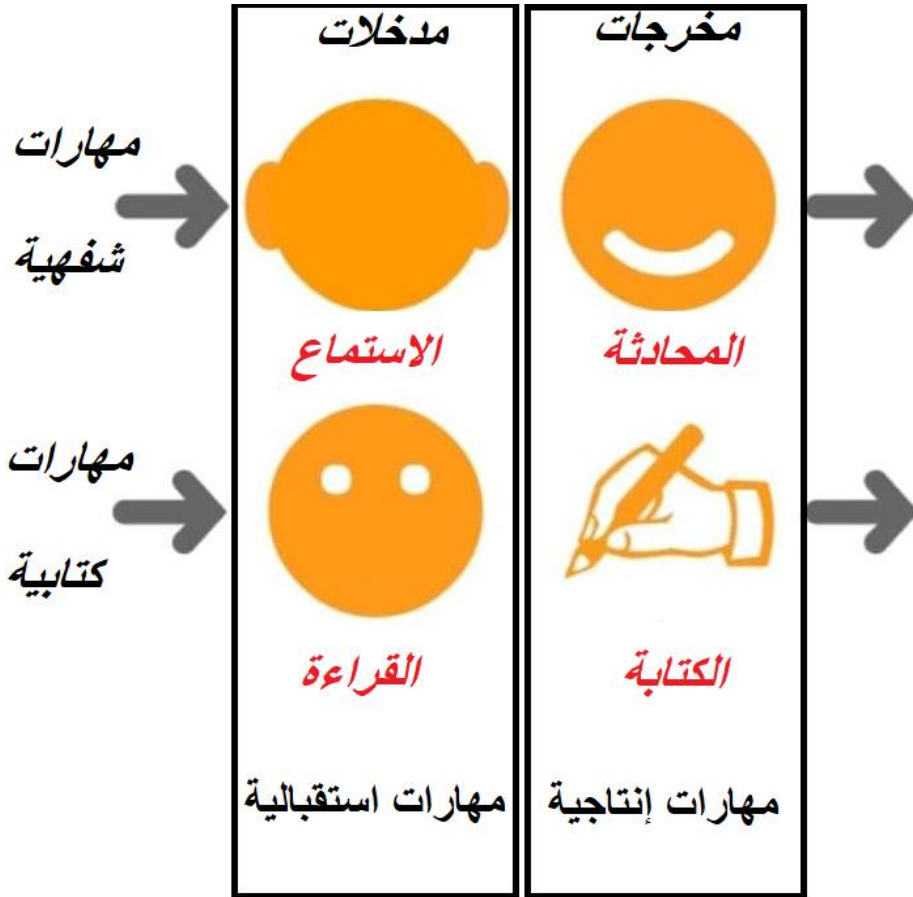 مخرجات
مدخلات
مهارات
شفهية
المحادثة
الاستماع
مهارات
كتابية
الكتابة
القراءة
مهارات إنتاجية
مهارات استقبالية